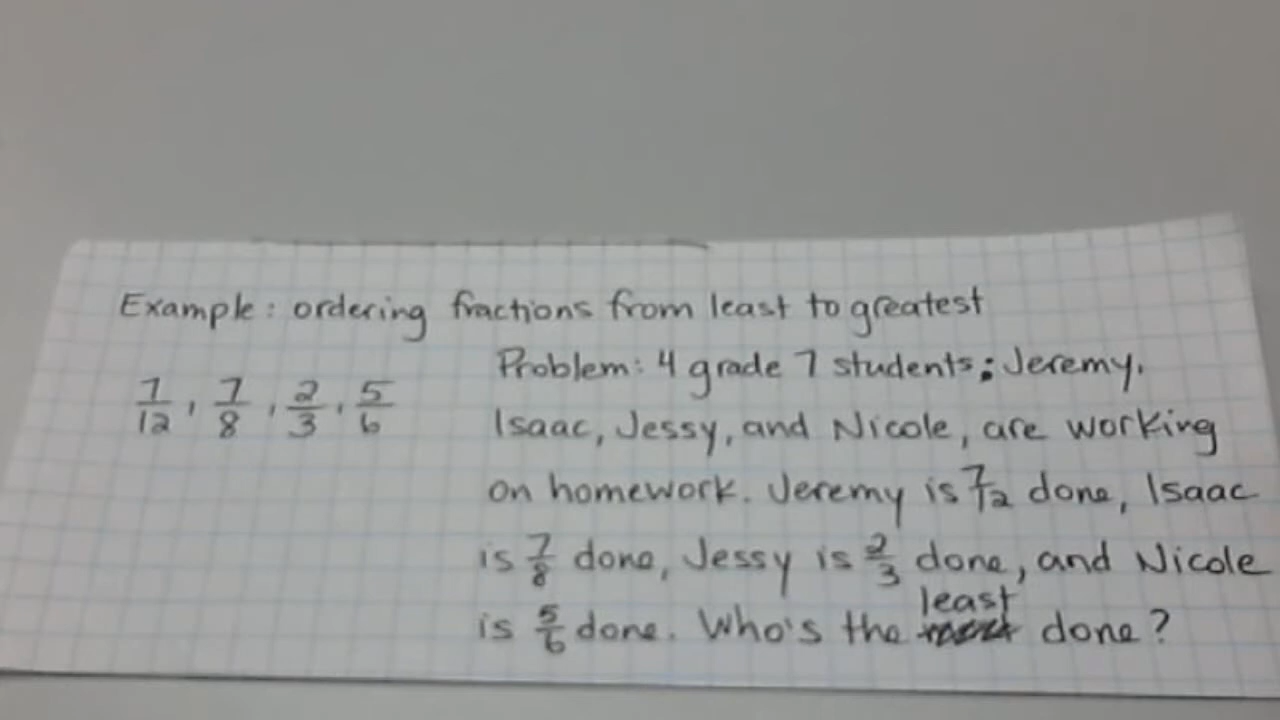 Example: ordering fractions from least to greatest
7/12, 7/8, 2/3, 5/6
Problem: 4 grade 7 students: Jeremy,
Isaac, Jessy, and Nicole, are working
on homework. Jeremy is 7/12 done, Isaac
is 7/8 done, Jessy is 2/3 done, and Nicole
is 5/6 done. Who's the least done?